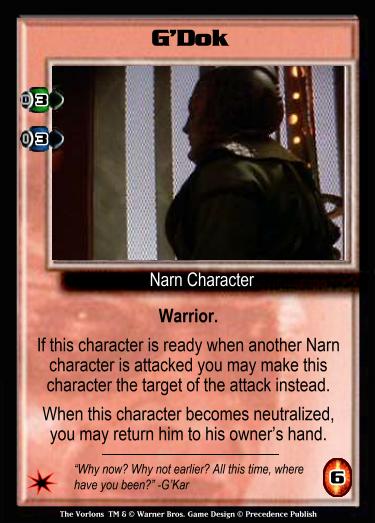 G'Dok
3
3
Narn Character
Warrior.
If this character is ready when another Narn
character is attacked you may make this
character the target of the attack instead.
When this character becomes neutralized,
you may return him to his owner's hand.
"Why now? Why not earlier? All this time, where
have you been?" -G'Kar
6
The Vorlons TM & © Warner Bros. Game Design © Precedence Publish